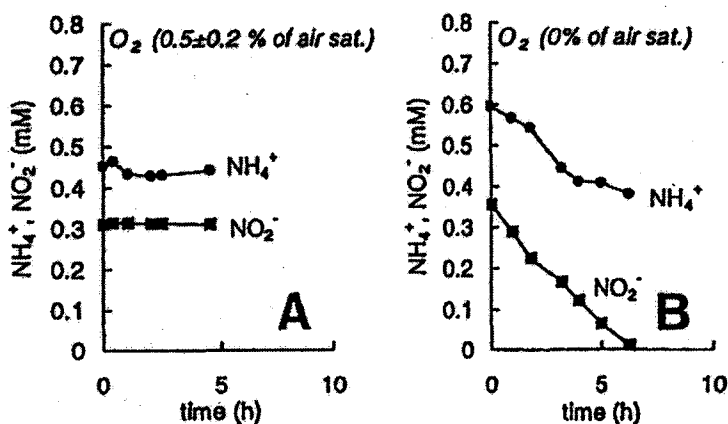 O₂ (0.5±0.2 % of air sat.)
0.8
0.7
0.6
0.5
0.4
0.3
0.2
0.1
0
NH₄⁺, NO₂⁻ (mM)
NH₄⁺
NO₂⁻
A
0
5
10
time (h)
O₂ (0% of air sat.)
0.8
0.7
0.6
0.5
0.4
0.3
0.2
0.1
0
NH₄⁺, NO₂⁻ (mM)
NH₄⁺
NO₂⁻
B
0
5
10
time (h)